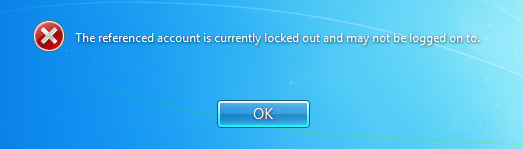 The referenced account is currently locked out and may not be logged on to.
OK